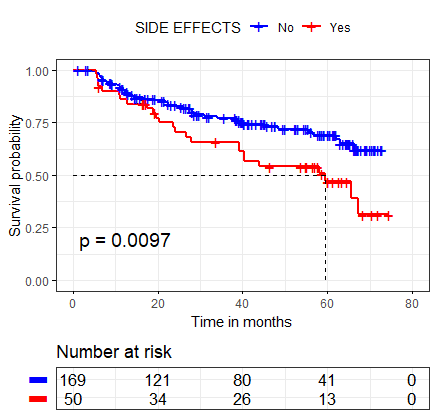 SIDE EFFECTS No Yes
1.00
0.75
0.50
0.25
0.00
Survival probability
p = 0.0097
0 20 40 60 80
Time in months
Number at risk
169 121 80 41 0
50 34 26 13 0